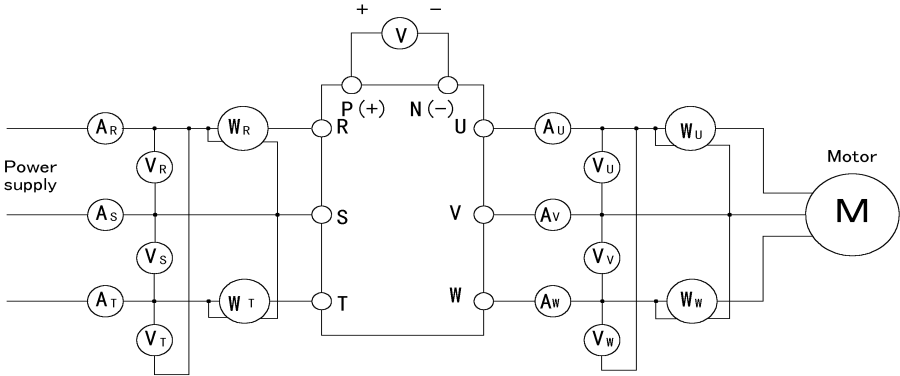 + −
V
P(+) N(−)
AR WR R U AU WU
VR VU
Motor
Power
supply
AS S V AV M
VS VV
AT WT T W AW WW
VT VW